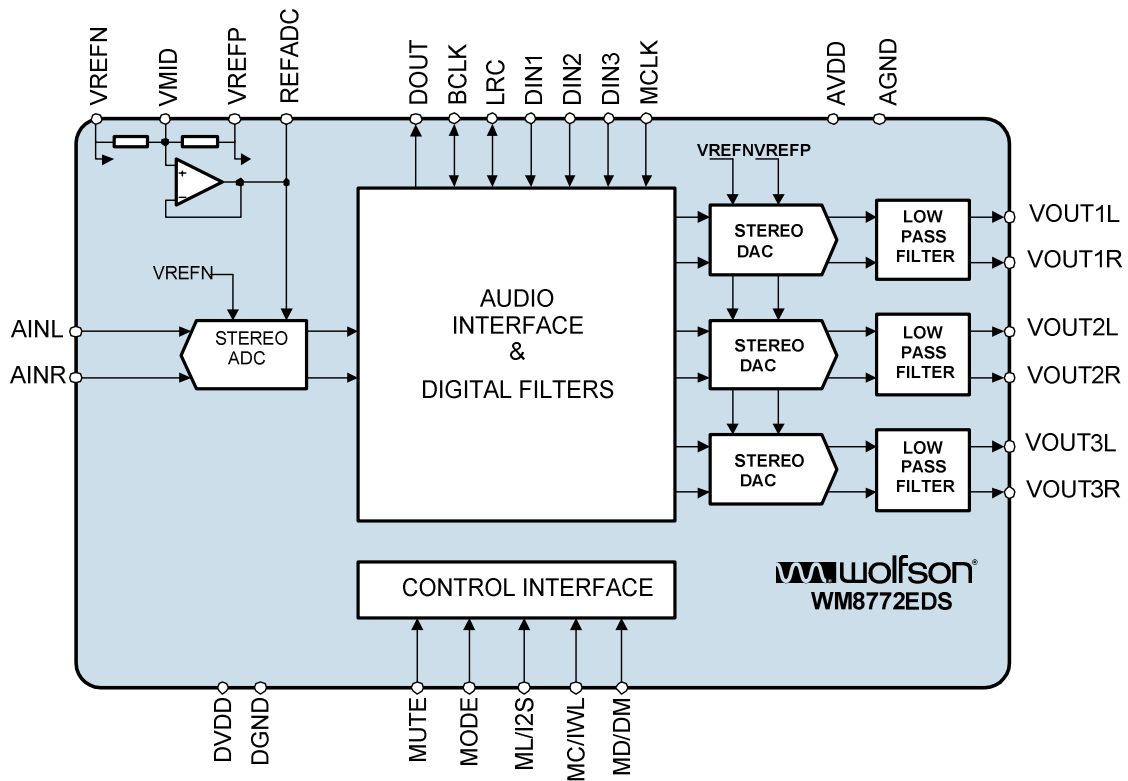 VREFN
VMID
VREFP
REFADC
DOUT
BCLK
LRC
DIN1
DIN2
DIN3
MCLK
AVDD
AGND
+
–
VREFN
VREFP
VREFN
AINL
AINR
STEREO
ADC
AUDIO
INTERFACE
&
DIGITAL FILTERS
STEREO
DAC
LOW
PASS
FILTER
VOUT1L
VOUT1R
STEREO
DAC
LOW
PASS
FILTER
VOUT2L
VOUT2R
STEREO
DAC
LOW
PASS
FILTER
VOUT3L
VOUT3R
CONTROL INTERFACE
wolfson®
WM8772EDS
DVDD
DGND
MUTE
MODE
ML/I2S
MC/IWL
MD/DM